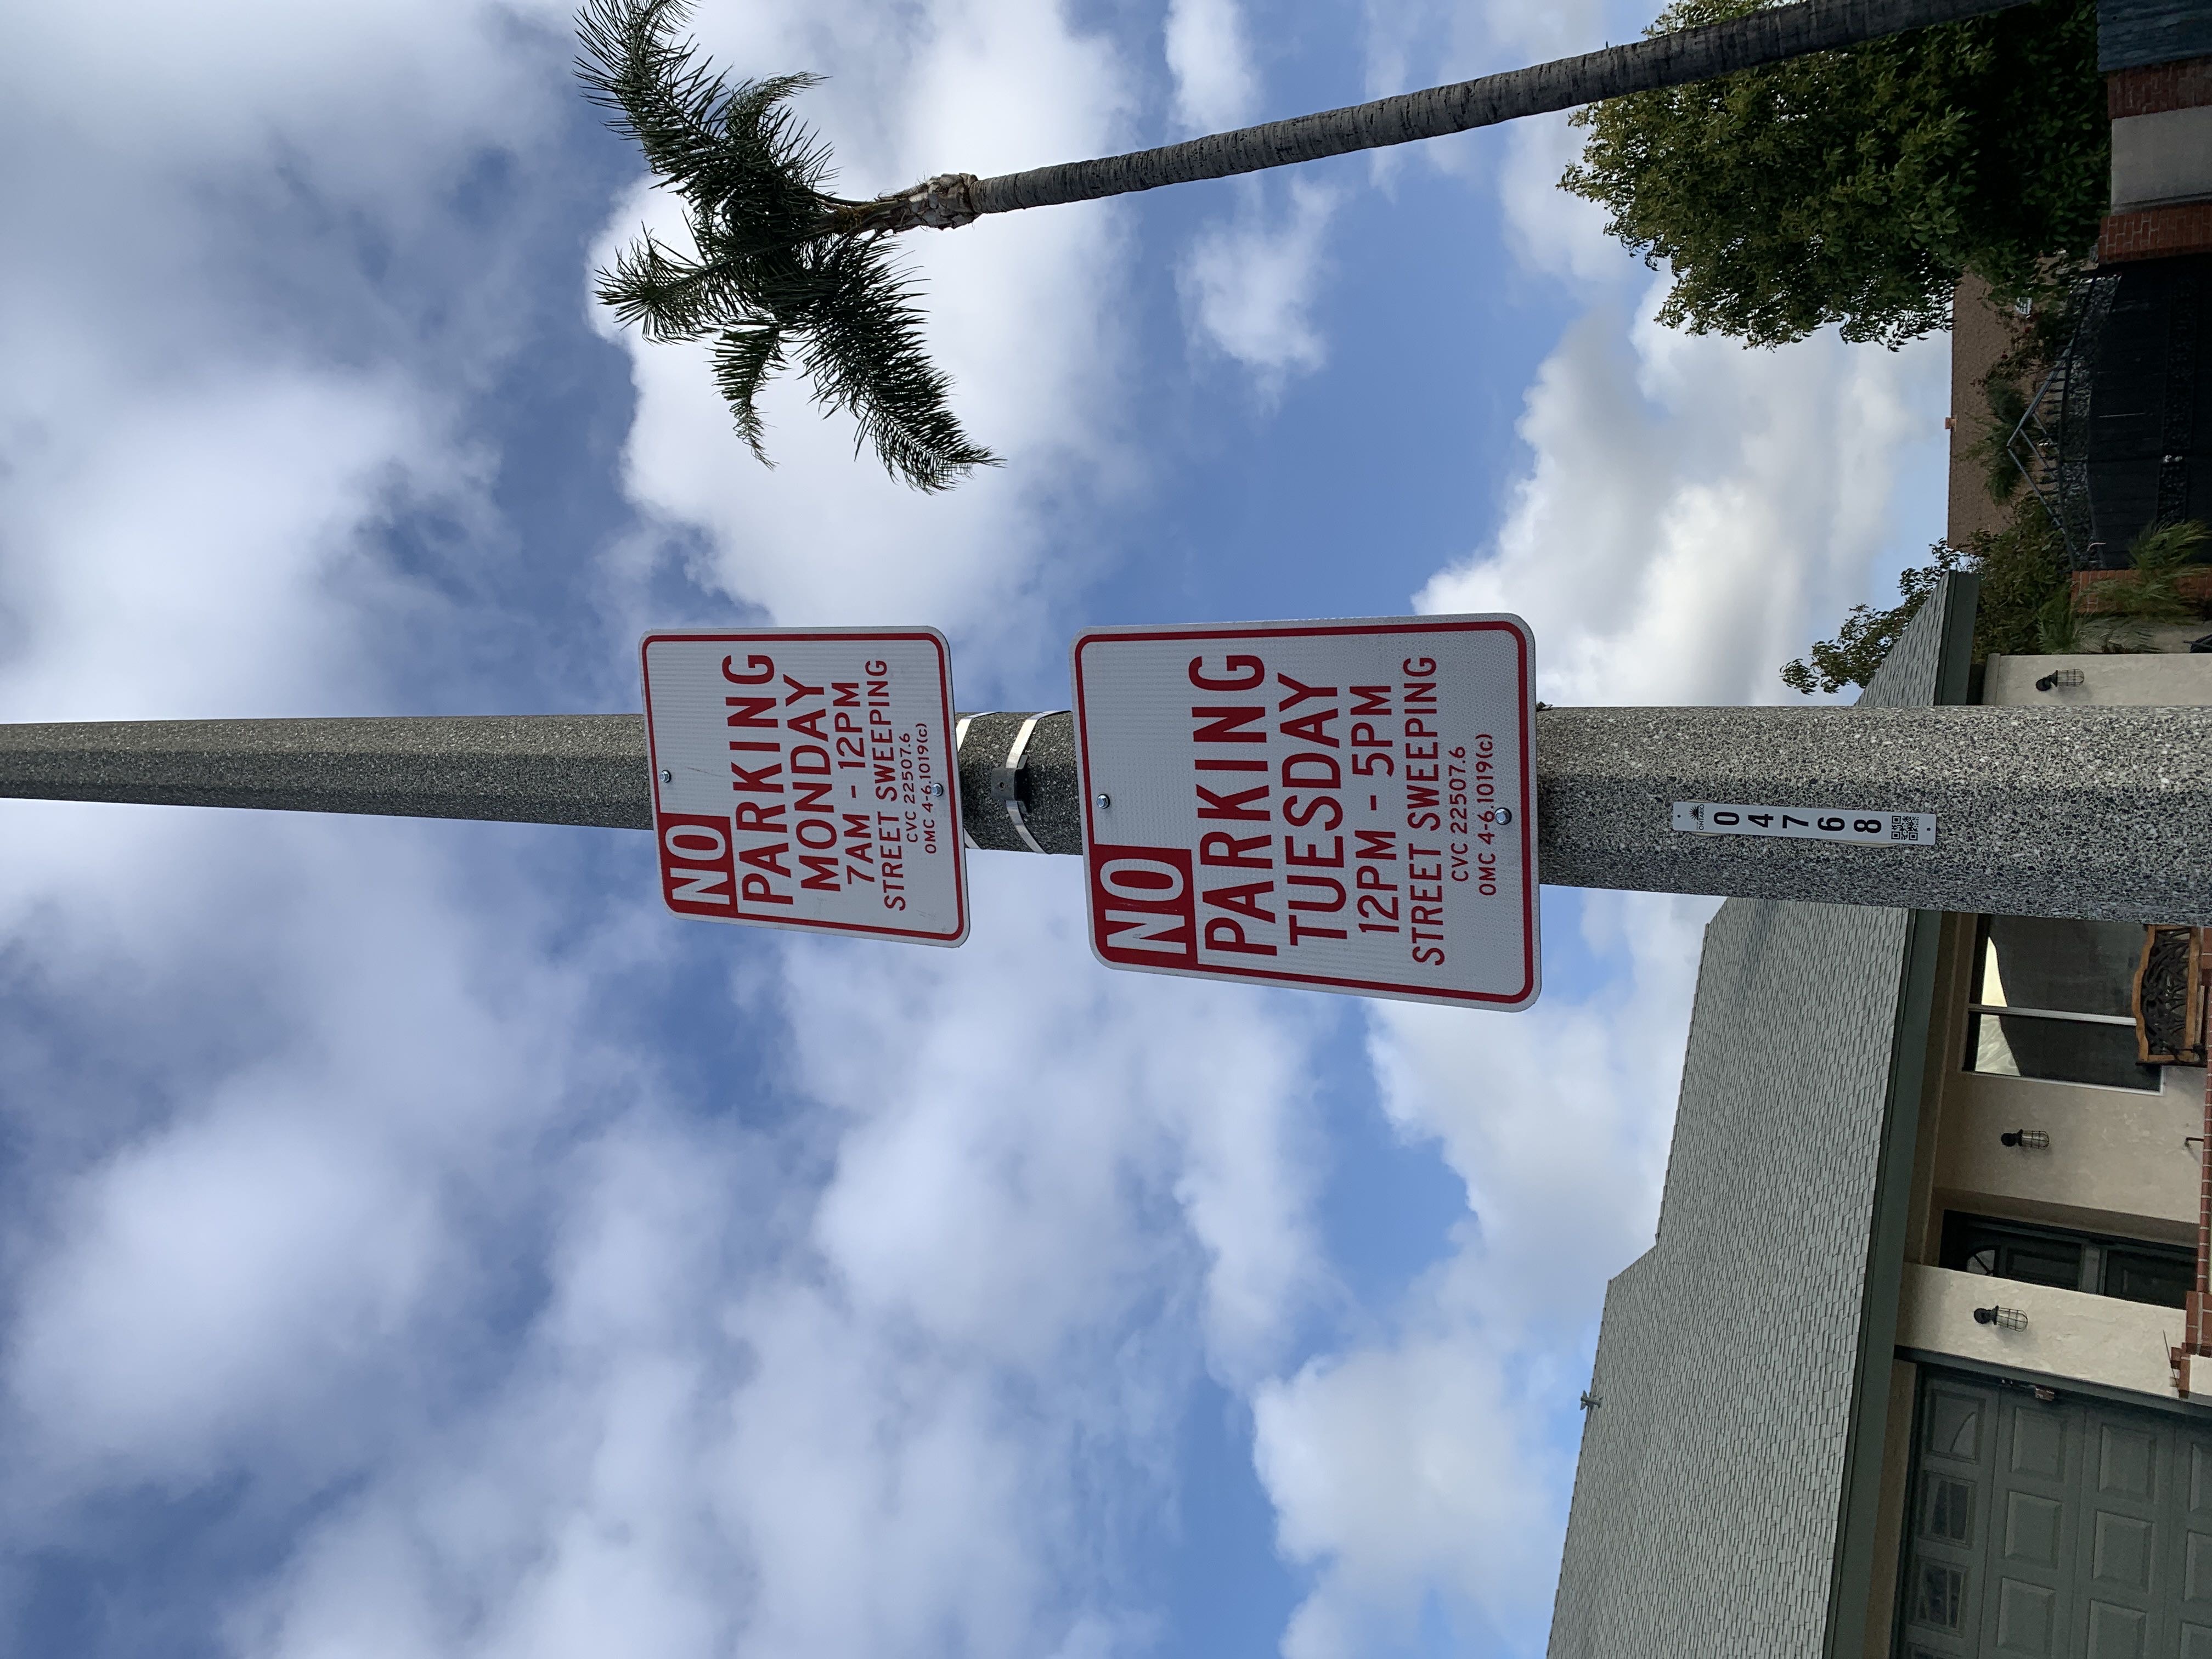 NO
PARKING
MONDAY
7AM - 12PM
STREET SWEEPING
CVC 22507.6
OMC 4-6.1019(c)
NO
PARKING
TUESDAY
12PM - 5PM
STREET SWEEPING
CVC 22507.6
OMC 4-6.1019(c)
ONTARIO
04768